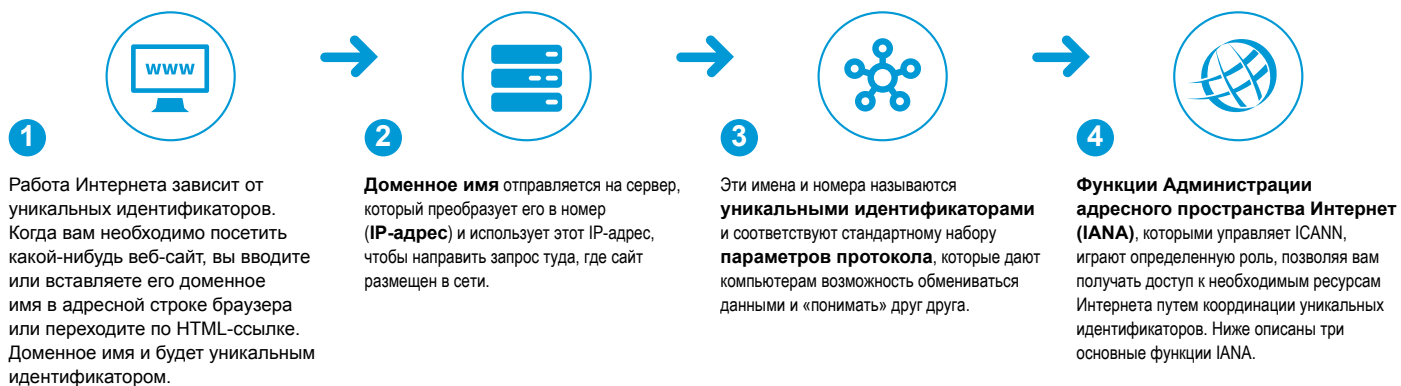 www
1
Работа Интернета зависит от
уникальных идентификаторов.
Когда вам необходимо посетить
какой-нибудь веб-сайт, вы вводите
или вставляете его доменное
имя в адресной строке браузера
или переходите по HTML-ссылке.
Доменное имя и будет уникальным
идентификатором.
2
Доменное имя отправляется на сервер,
который преобразует его в номер
(IP-адрес) и использует этот IP-адрес,
чтобы направить запрос туда, где сайт
размещен в сети.
3
Эти имена и номера называются
уникальными идентификаторами
и соответствуют стандартному набору
параметров протокола, которые дают
компьютерам возможность обмениваться
данными и «понимать» друг друга.
4
Функции Администрации
адресного пространства Интернет
(IANA), которыми управляет ICANN,
играют определенную роль, позволяя вам
получать доступ к необходимым ресурсам
Интернета путем координации уникальных
идентификаторов. Ниже описаны три
основные функции IANA.